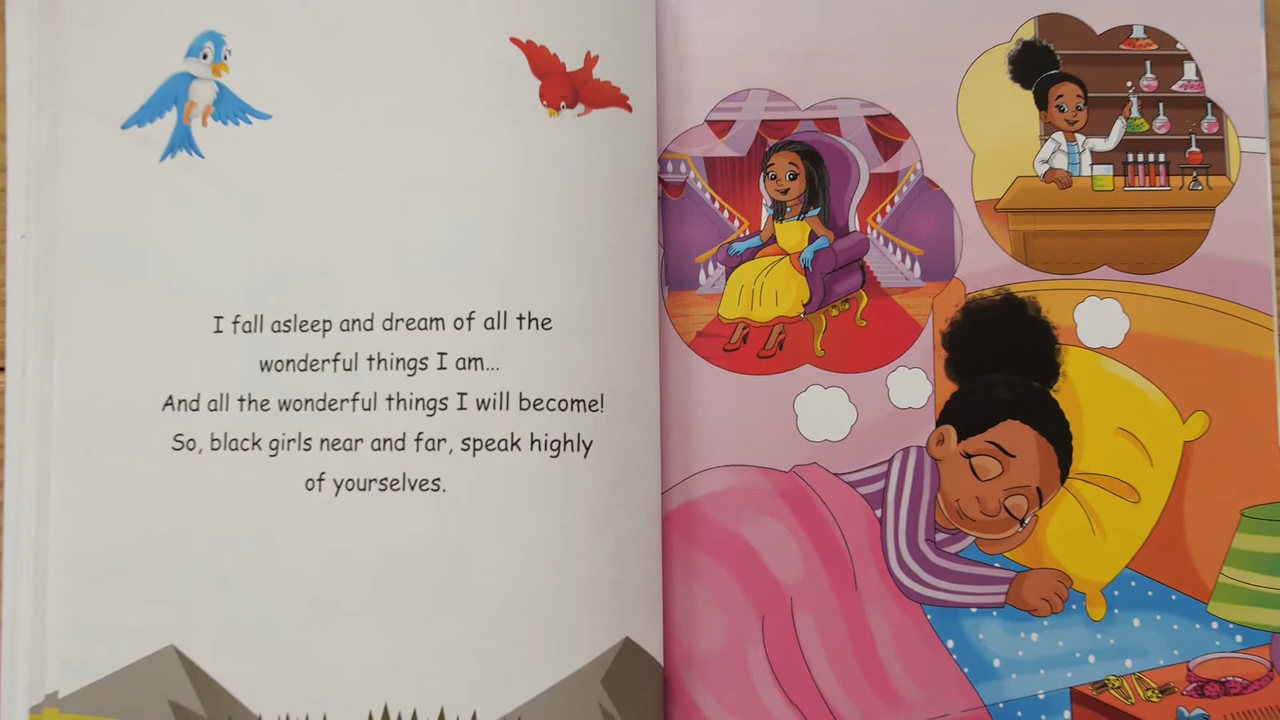 I fall asleep and dream of all the
wonderful things I am...
And all the wonderful things I will become!
So, black girls near and far, speak highly
of yourselves.